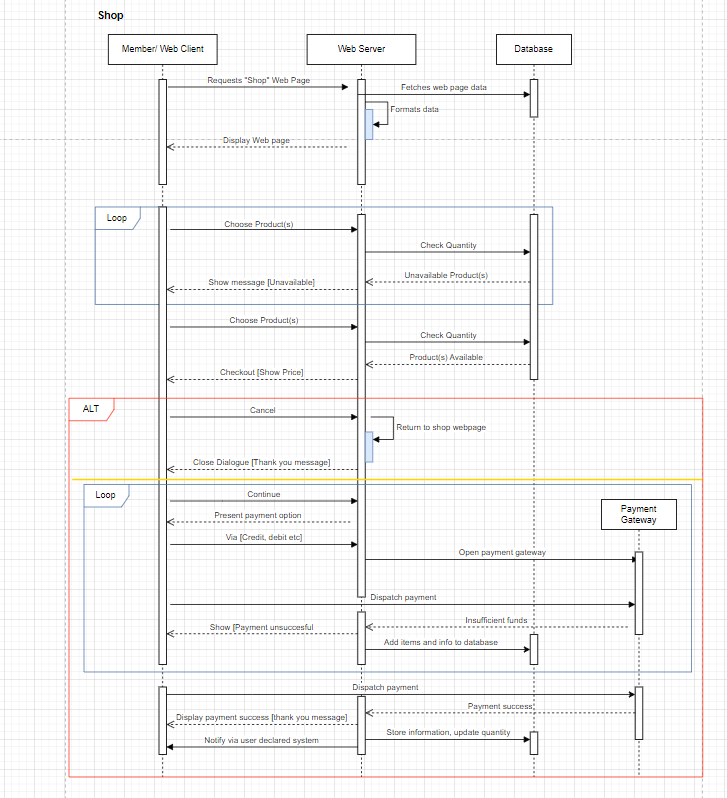 Shop
Member/ Web Client
Web Server
Database
Requests "Shop" Web Page
Fetches web page data
Formats data
Display Web page
Loop
Choose Product(s)
Check Quantity
Unavailable Product(s)
Show message [Unavailable]
Choose Product(s)
Check Quantity
Product(s) Available
Checkout [Show Price]
ALT
Cancel
Return to shop webpage
Close Dialogue [Thank you message]
Loop
Continue
Payment
Gateway
Present payment option
Via [Credit, debit etc]
Open payment gateway
Dispatch payment
Insufficient funds
Show [Payment unsuccesful
Add items and info to database
Dispatch payment
Payment success
Display payment success [thank you message]
Store information, update quantity
Notify via user declared system